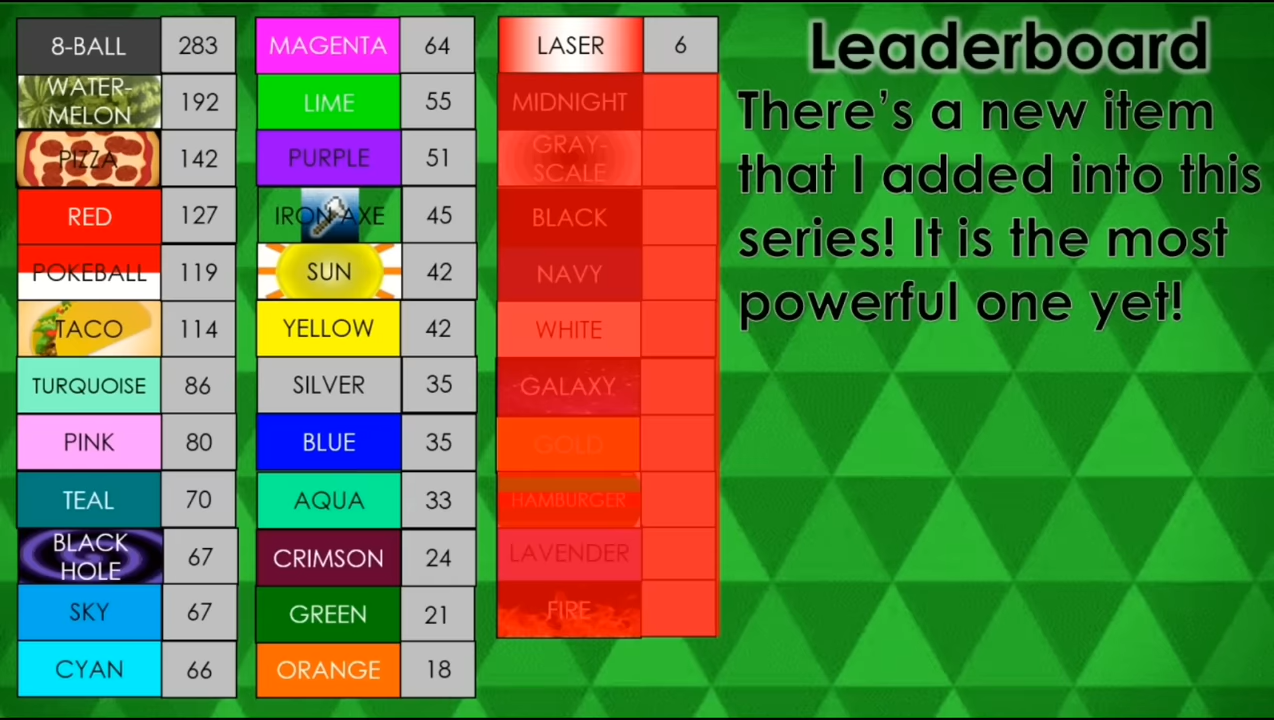 8-BALL 283
WATER-
MELON 192
PIZZA 142
RED 127
POKEBALL 119
TACO 114
TURQUOISE 86
PINK 80
TEAL 70
BLACK
HOLE 67
SKY 67
CYAN 66
MAGENTA 64
LIME 55
PURPLE 51
IRON AXE 45
SUN 42
YELLOW 42
SILVER 35
BLUE 35
AQUA 33
CRIMSON 24
GREEN 21
ORANGE 18
LASER 6
MIDNIGHT
GRAY-
SCALE
BLACK
NAVY
WHITE
GALAXY
GOLD
HAMBURGER
LAVENDER
FIRE
Leaderboard
There's a new item
that I added into this
series! It is the most
powerful one yet!